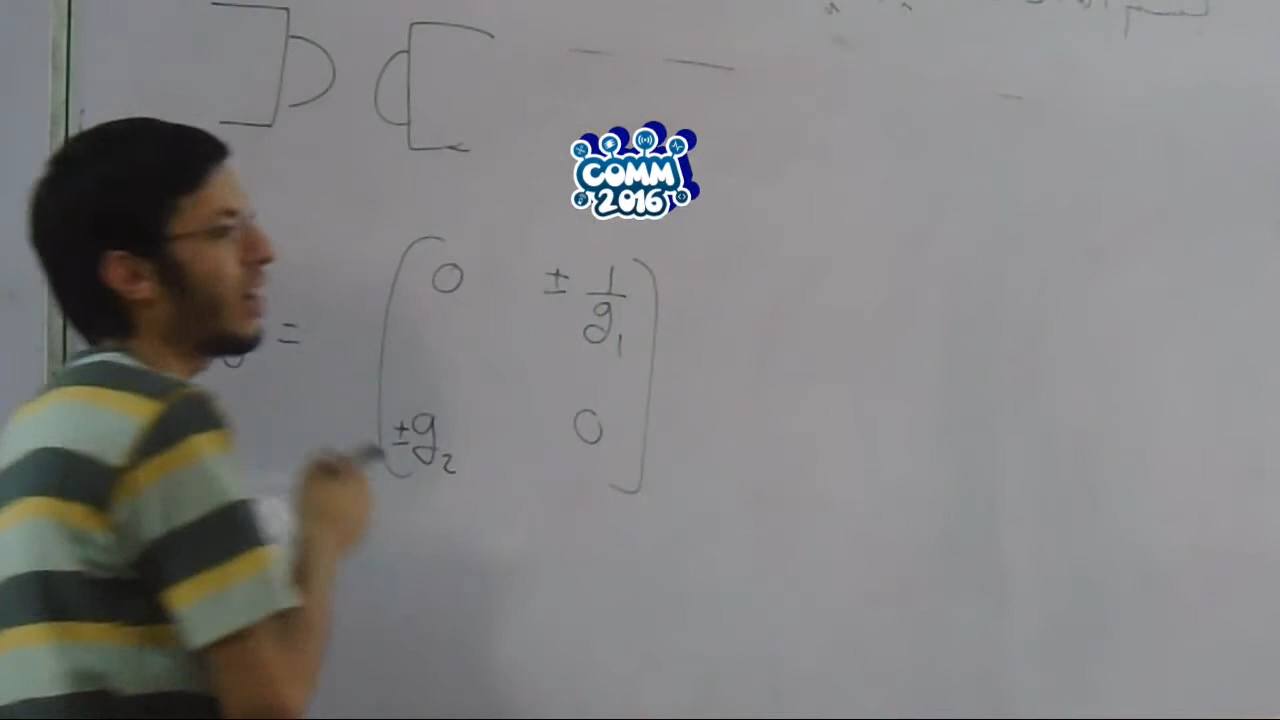 COMM
2016
= 0 ± 1/g₁
±g₂ 0